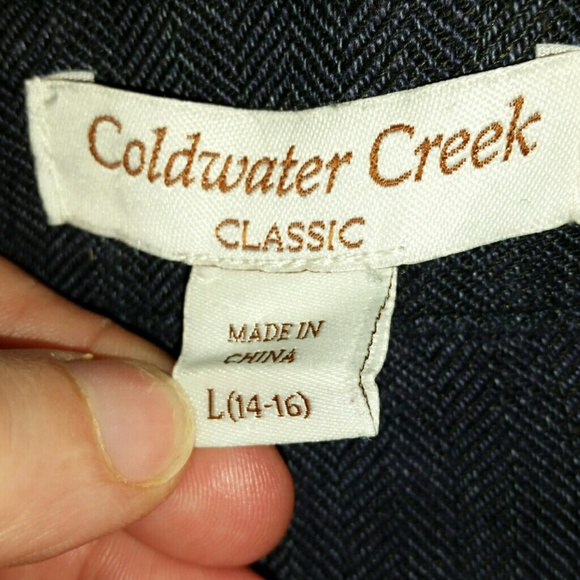 Coldwater Creek
CLASSIC
MADE IN
CHINA
L(14-16)